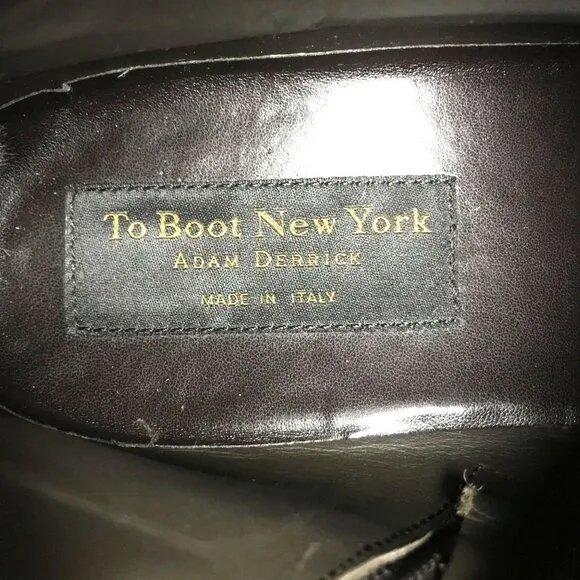 To Boot New York
ADAM DERRICK
MADE IN ITALY